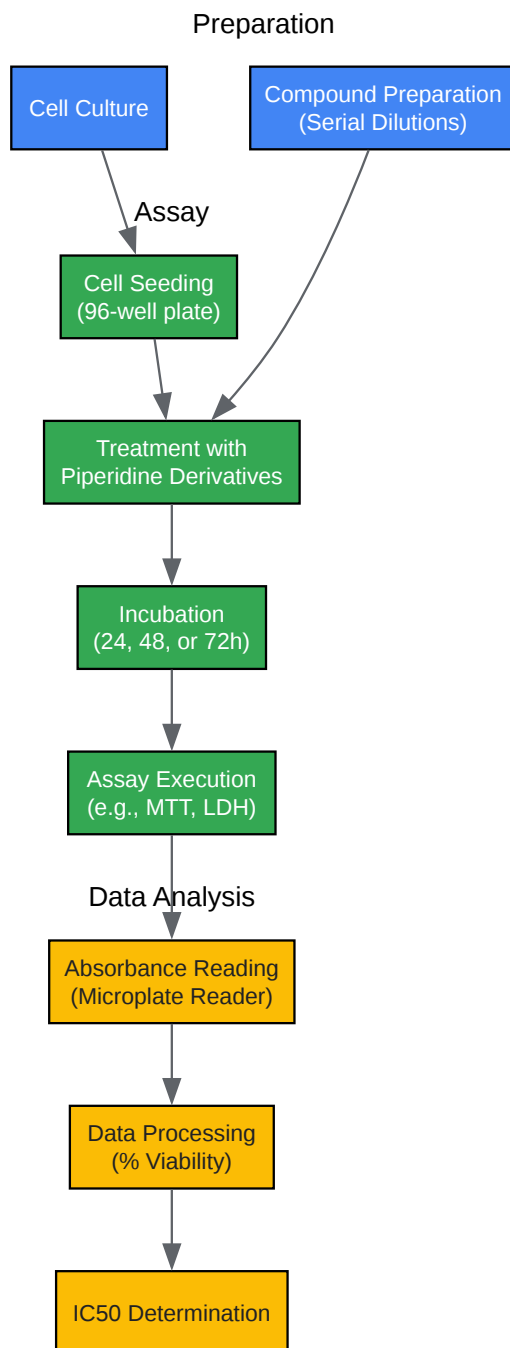 Preparation
Cell Culture
Compound Preparation
(Serial Dilutions)
Assay
Cell Seeding
(96-well plate)
Treatment with
Piperidine Derivatives
Incubation
(24, 48, or 72h)
Assay Execution
(e.g., MTT, LDH)
Data Analysis
Absorbance Reading
(Microplate Reader)
Data Processing
(% Viability)
IC50 Determination